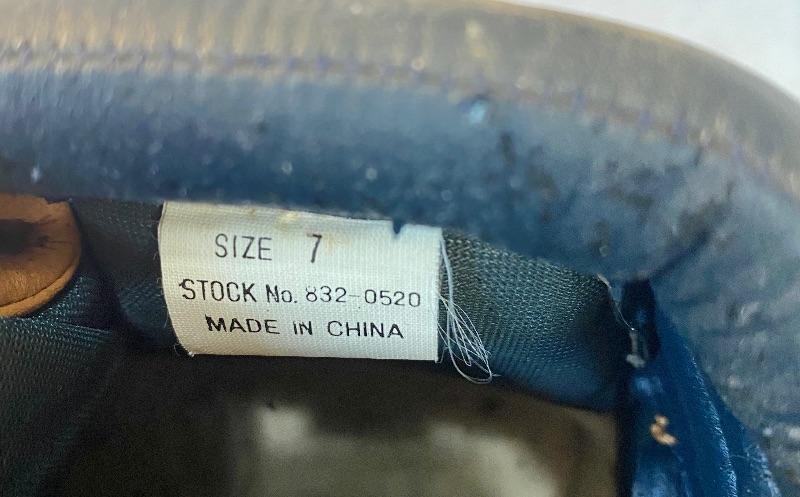 SIZE 7
STOCK No. 832-0520
MADE IN CHINA